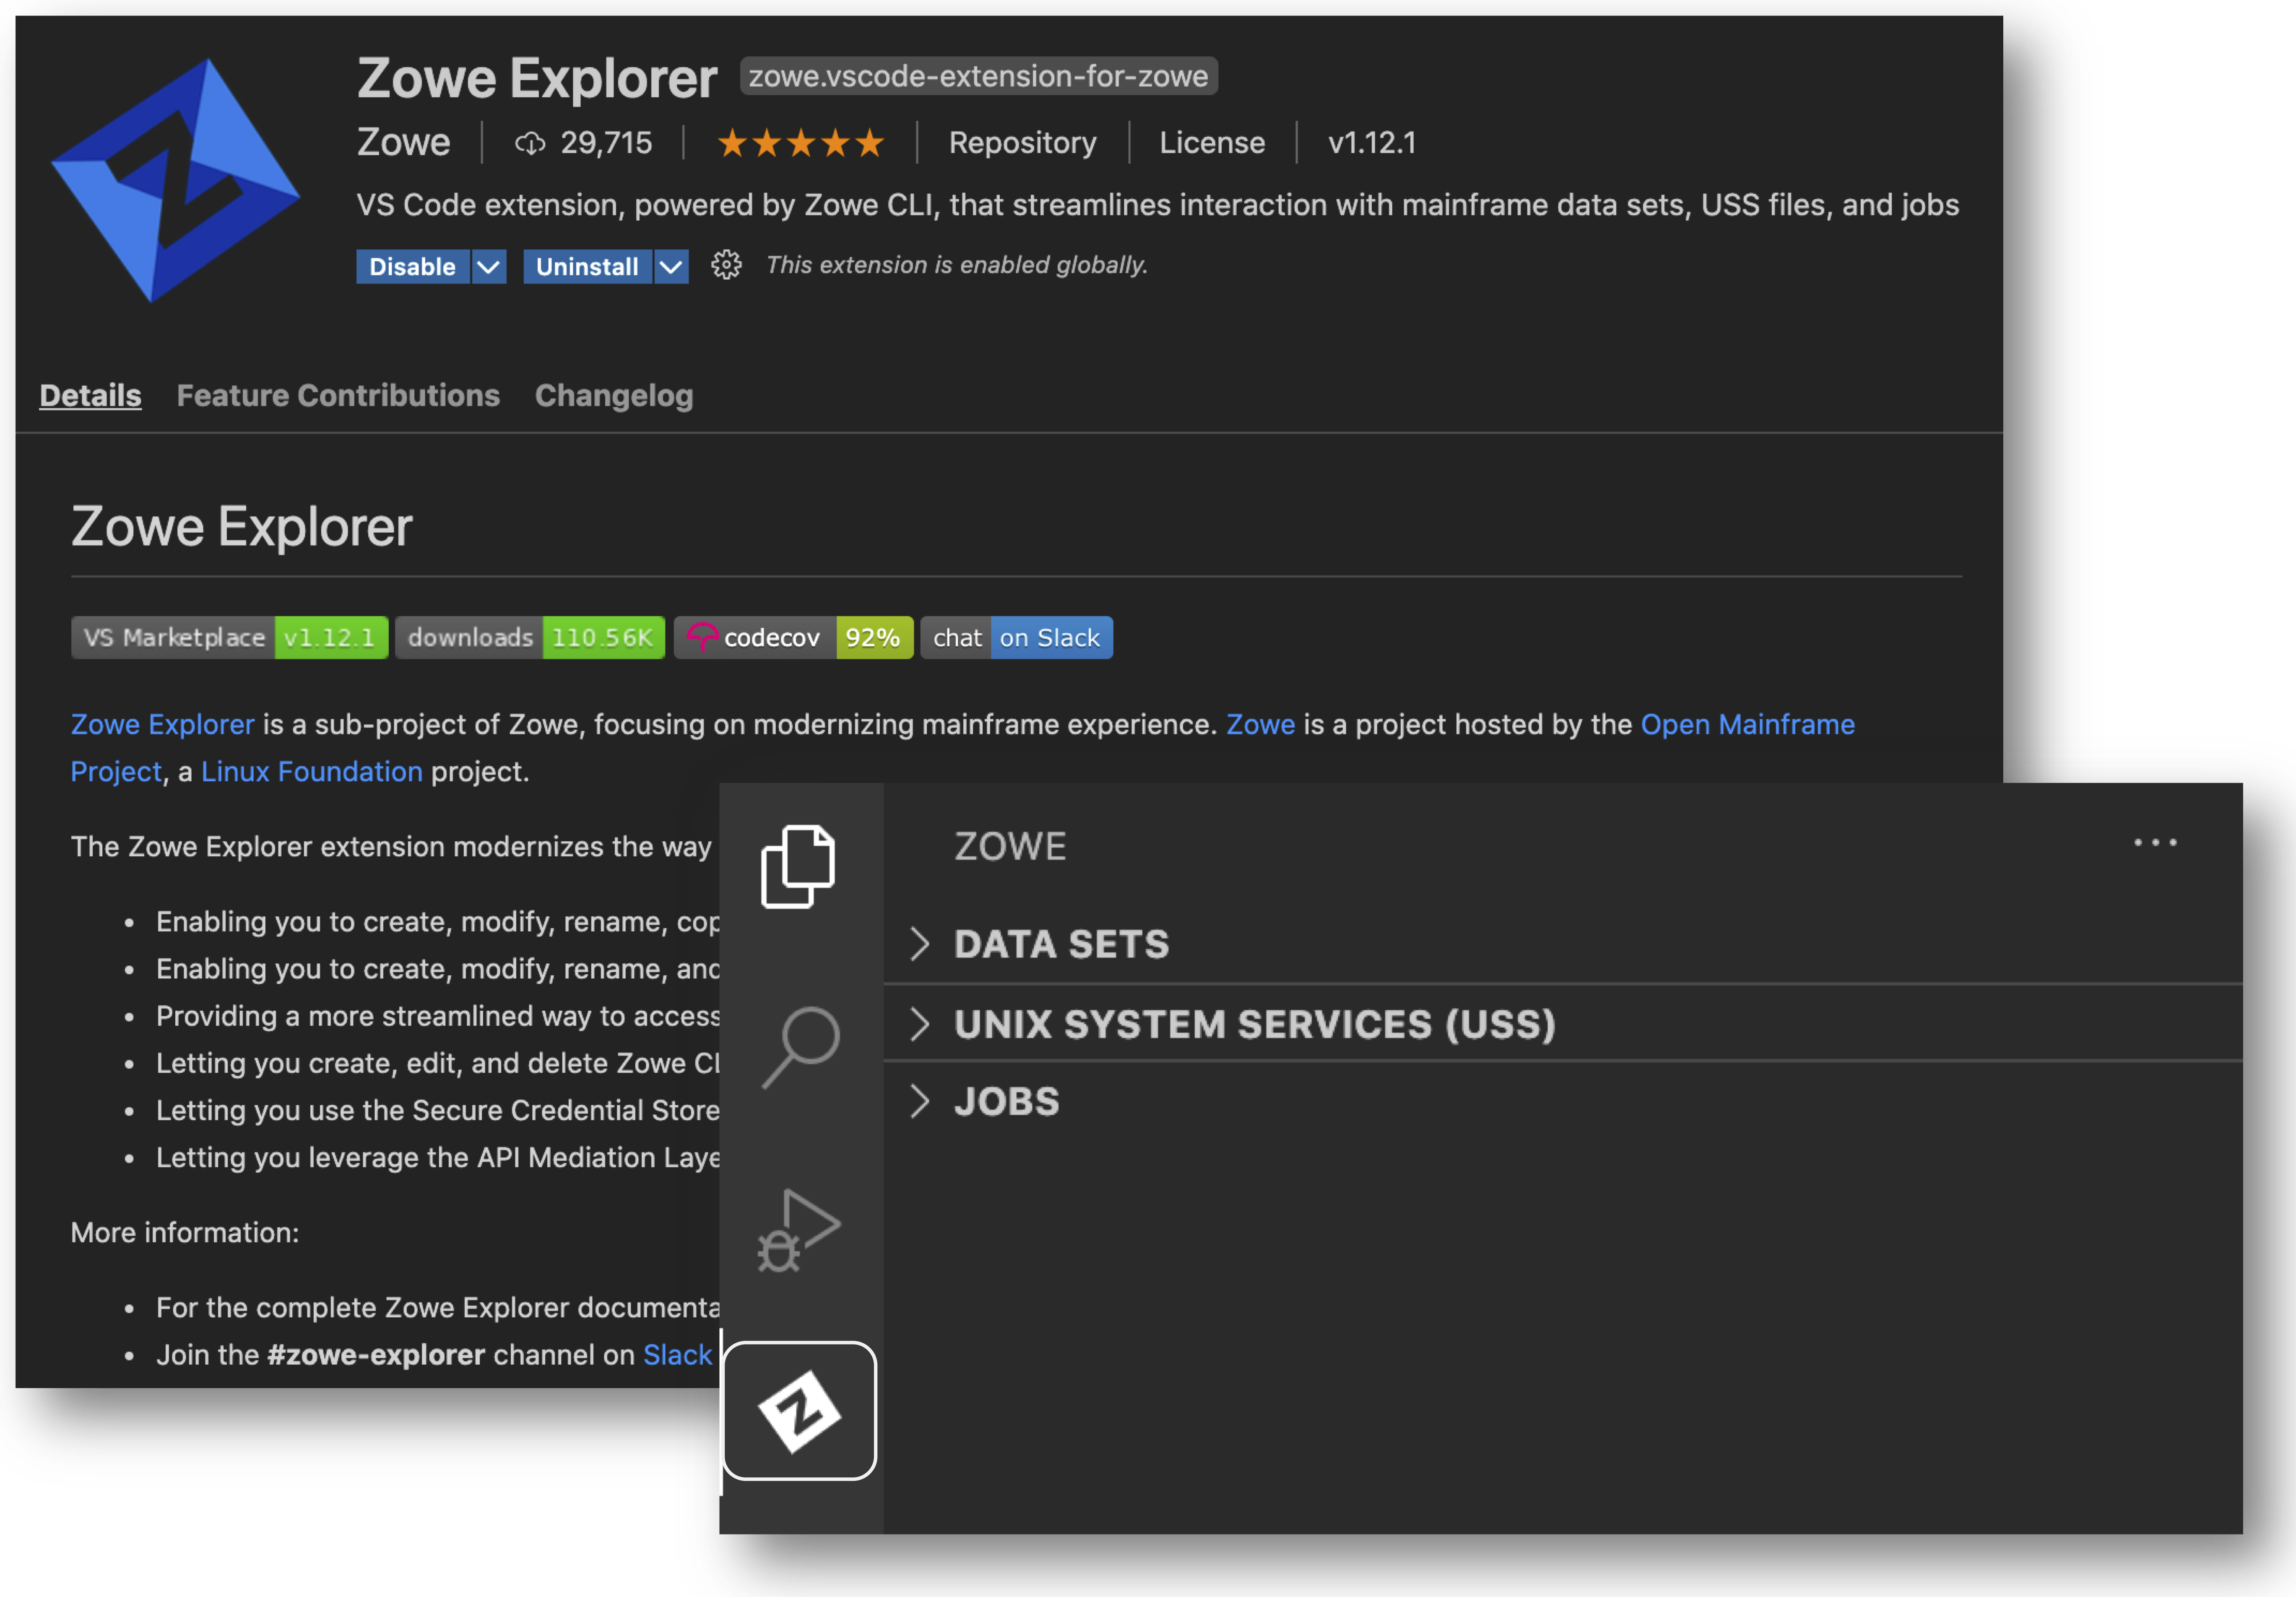 Zowe Explorer zowe.vscode-extension-for-zowe
Zowe 29,715 Repository License v1.12.1
VS Code extension, powered by Zowe CLI, that streamlines interaction with mainframe data sets, USS files, and jobs
Disable Uninstall This extension is enabled globally.
Details Feature Contributions Changelog
Zowe Explorer
VS Marketplace v1.12.1 downloads 110.56K codecov 92% chat on Slack
Zowe Explorer is a sub-project of Zowe, focusing on modernizing mainframe experience. Zowe is a project hosted by the Open Mainframe
Project, a Linux Foundation project.
The Zowe Explorer extension modernizes the way
• Enabling you to create, modify, rename,
• Enabling you to create, modify, rename, and
• Providing a more streamlined way to access
• Letting you create, edit, and delete Zowe
• Letting you use the Secure Credential Store
• Letting you leverage the API Mediation
More information:
• For the complete Zowe Explorer
• Join the #zowe-explorer channel on Slack
ZOWE
DATA SETS
UNIX SYSTEM SERVICES (USS)
JOBS